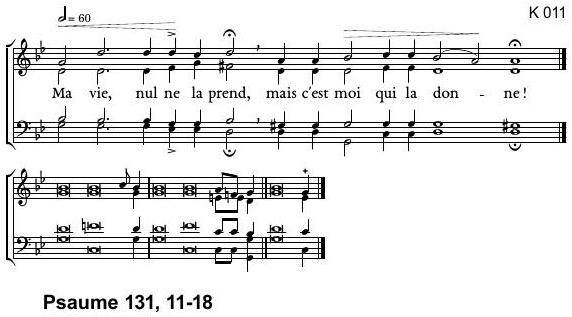 K 011
𝅗𝅥 = 60
Ma vie, nul ne la prend, mais c'est moi qui la don - ne !
Psaume 131, 11-18